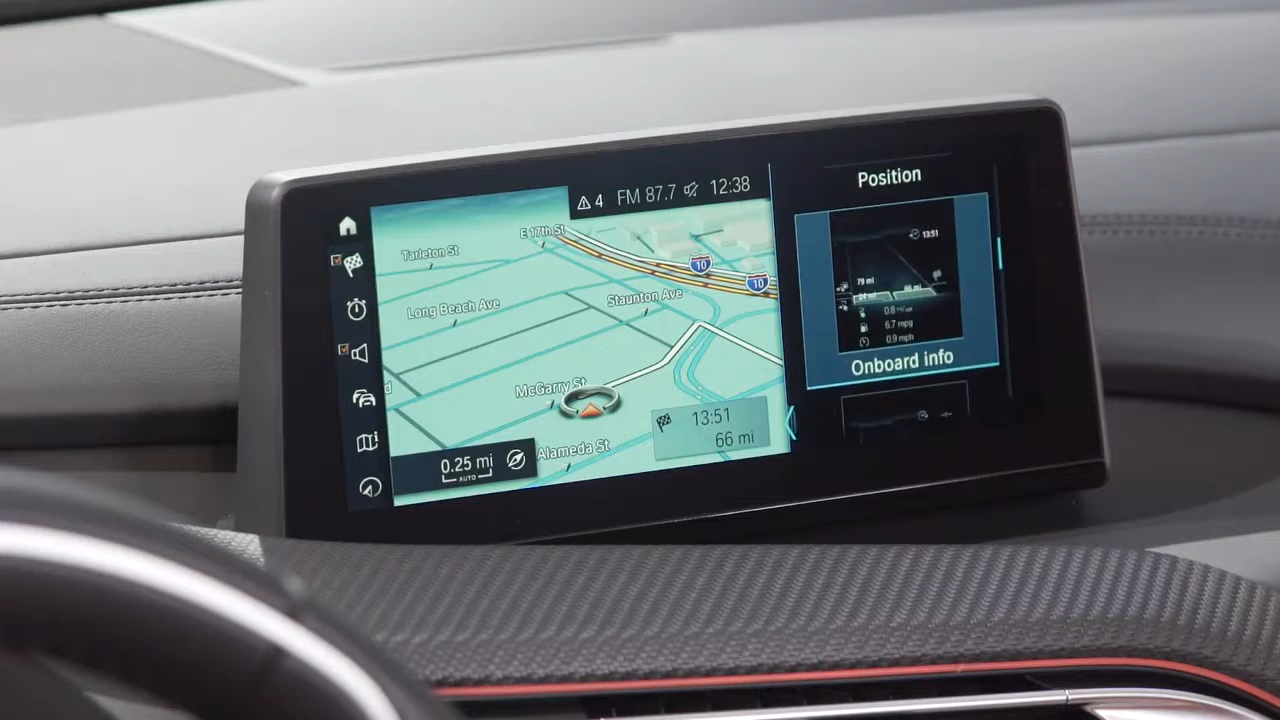 4 FM 87.7 12:38
Position
E 17th St
Tarleton St
10
10
13:51
79 mi
66 mi
Long Beach Ave
Staunton Ave
0.8
6.7 mpg
0.9 mph
Onboard info
d
McGarry St
13:51
66 mi
Alameda St
0.25 mi
AUTO